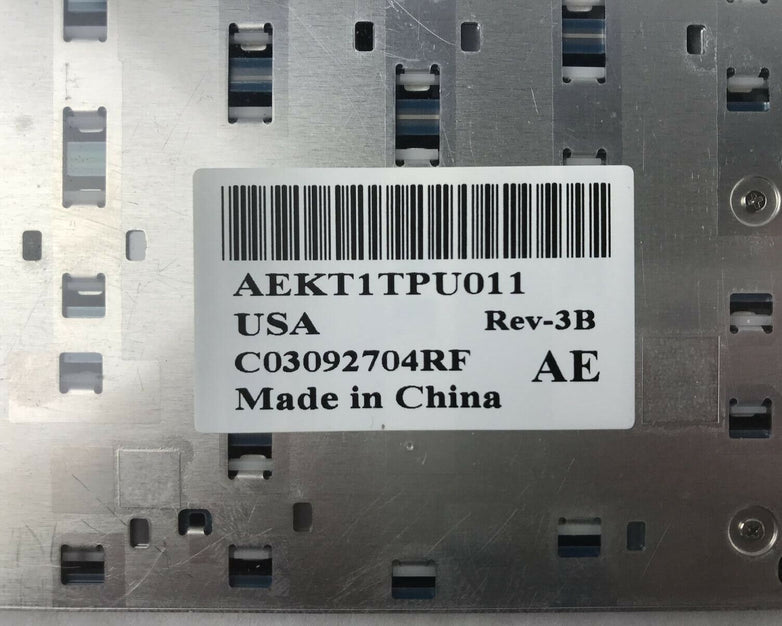 AEKT1TPU011
USA Rev-3B
C03092704RF AE
Made in China